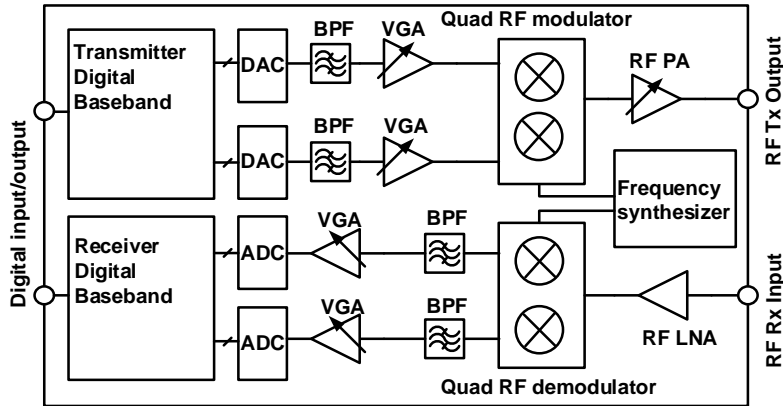 Quad RF modulator
Transmitter
Digital
Baseband
DAC
BPF
VGA
RF PA
RF Tx Output
DAC
BPF
VGA
Frequency
synthesizer
Digital input/output
Receiver
Digital
Baseband
ADC
VGA
BPF
RF LNA
RF Rx Input
ADC
VGA
BPF
Quad RF demodulator